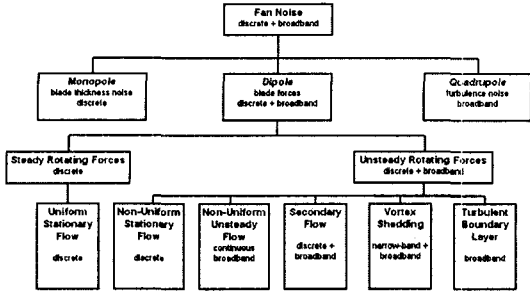 Fan Noise
discrete + broadband
Monopole
blade thickness noise
discrete
Dipole
blade forces
discrete + broadband
Quadrupole
turbulence noise
broadband
Steady Rotating Forces
discrete
Unsteady Rotating Forces
discrete + broadband
Uniform
Stationary
Flow
discrete
Non-Uniform
Stationary
Flow
discrete
Non-Uniform
Unsteady
Flow
continuous
broadband
Secondary
Flow
discrete +
broadband
Vortex
Shedding
narrow-band +
broadband
Turbulent
Boundary
Layer
broadband